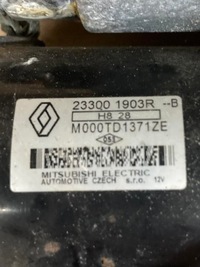 23300 1903R --B
H8 28
M000TD1371ZE
MITSUBISHI ELECTRIC
AUTOMOTIVE CZECH s.r.o. 12V